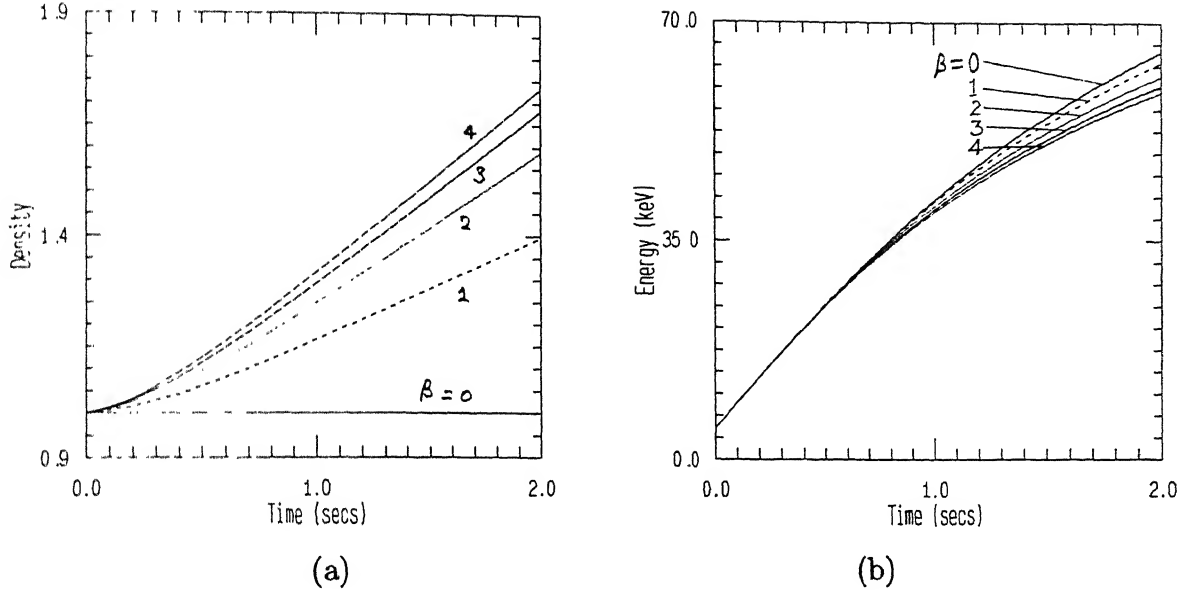 1.9
1.4
0.9
Density
4
3
2
1
β = 0
0.0
1.0
2.0
Time (secs)
(a)
70.0
35.0
0.0
Energy (keV)
β=0
1
2
3
4
0.0
1.0
2.0
Time (secs)
(b)